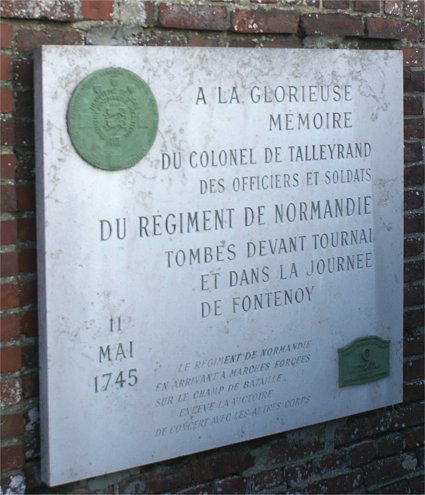 A LA GLORIEUSE
MÉMOIRE
DU COLONEL DE TALLEYRAND
DES OFFICIERS ET SOLDATS
DU RÉGIMENT DE NORMANDIE
TOMBÉS DEVANT TOURNAI
ET DANS LA JOURNÉE
DE FONTENOY
11
MAI
1745
LE RÉGIMENT DE NORMANDIE
EN ARRIVANT A MARCHES FORCÉES
SUR LE CHAMP DE BATAILLE
ENLÈVE LA VICTOIRE
DE CONCERT AVEC LES AUTRES CORPS